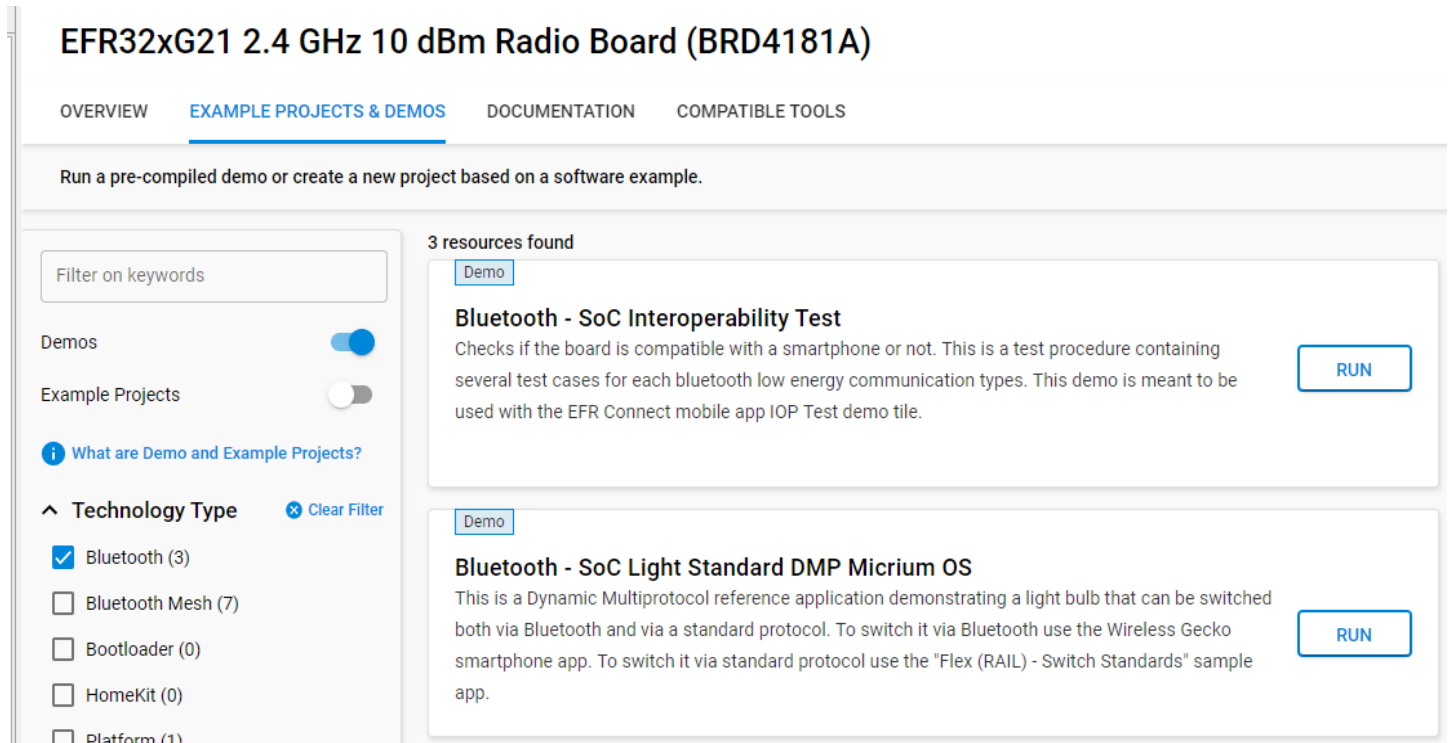 EFR32xG21 2.4 GHz 10 dBm Radio Board (BRD4181A)
OVERVIEW
EXAMPLE PROJECTS & DEMOS
DOCUMENTATION
COMPATIBLE TOOLS
Run a pre-compiled demo or create a new project based on a software example.
Filter on keywords
Demos
Example Projects
What are Demo and Example Projects?
Technology Type
Clear Filter
Bluetooth (3)
Bluetooth Mesh (7)
Bootloader (0)
HomeKit (0)
Platform (1)
3 resources found
Demo
Bluetooth - SoC Interoperability Test
Checks if the board is compatible with a smartphone or not. This is a test procedure containing
several test cases for each bluetooth low energy communication types. This demo is meant to be
used with the EFR Connect mobile app IOP Test demo tile.
RUN
Demo
Bluetooth - SoC Light Standard DMP Micrium OS
This is a Dynamic Multiprotocol reference application demonstrating a light bulb that can be switched
both via Bluetooth and via a standard protocol. To switch it via Bluetooth use the Wireless Gecko
smartphone app. To switch it via standard protocol use the "Flex (RAIL) - Switch Standards" sample
app.
RUN